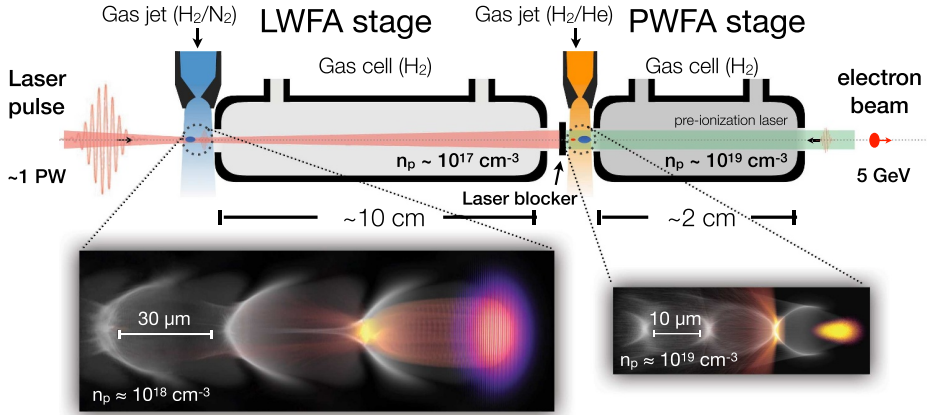 Gas jet (H2/N2)
LWFA stage
Gas jet (H2/He)
PWFA stage
Laser
pulse
Gas cell (H2)
Gas cell (H2)
electron
beam
pre-ionization laser
np ~ 10^17 cm-3
np ~ 10^19 cm-3
~1 PW
Laser blocker
5 GeV
~10 cm
~2 cm
30 µm
np ≈ 10^18 cm-3
10 µm
np ≈ 10^19 cm-3